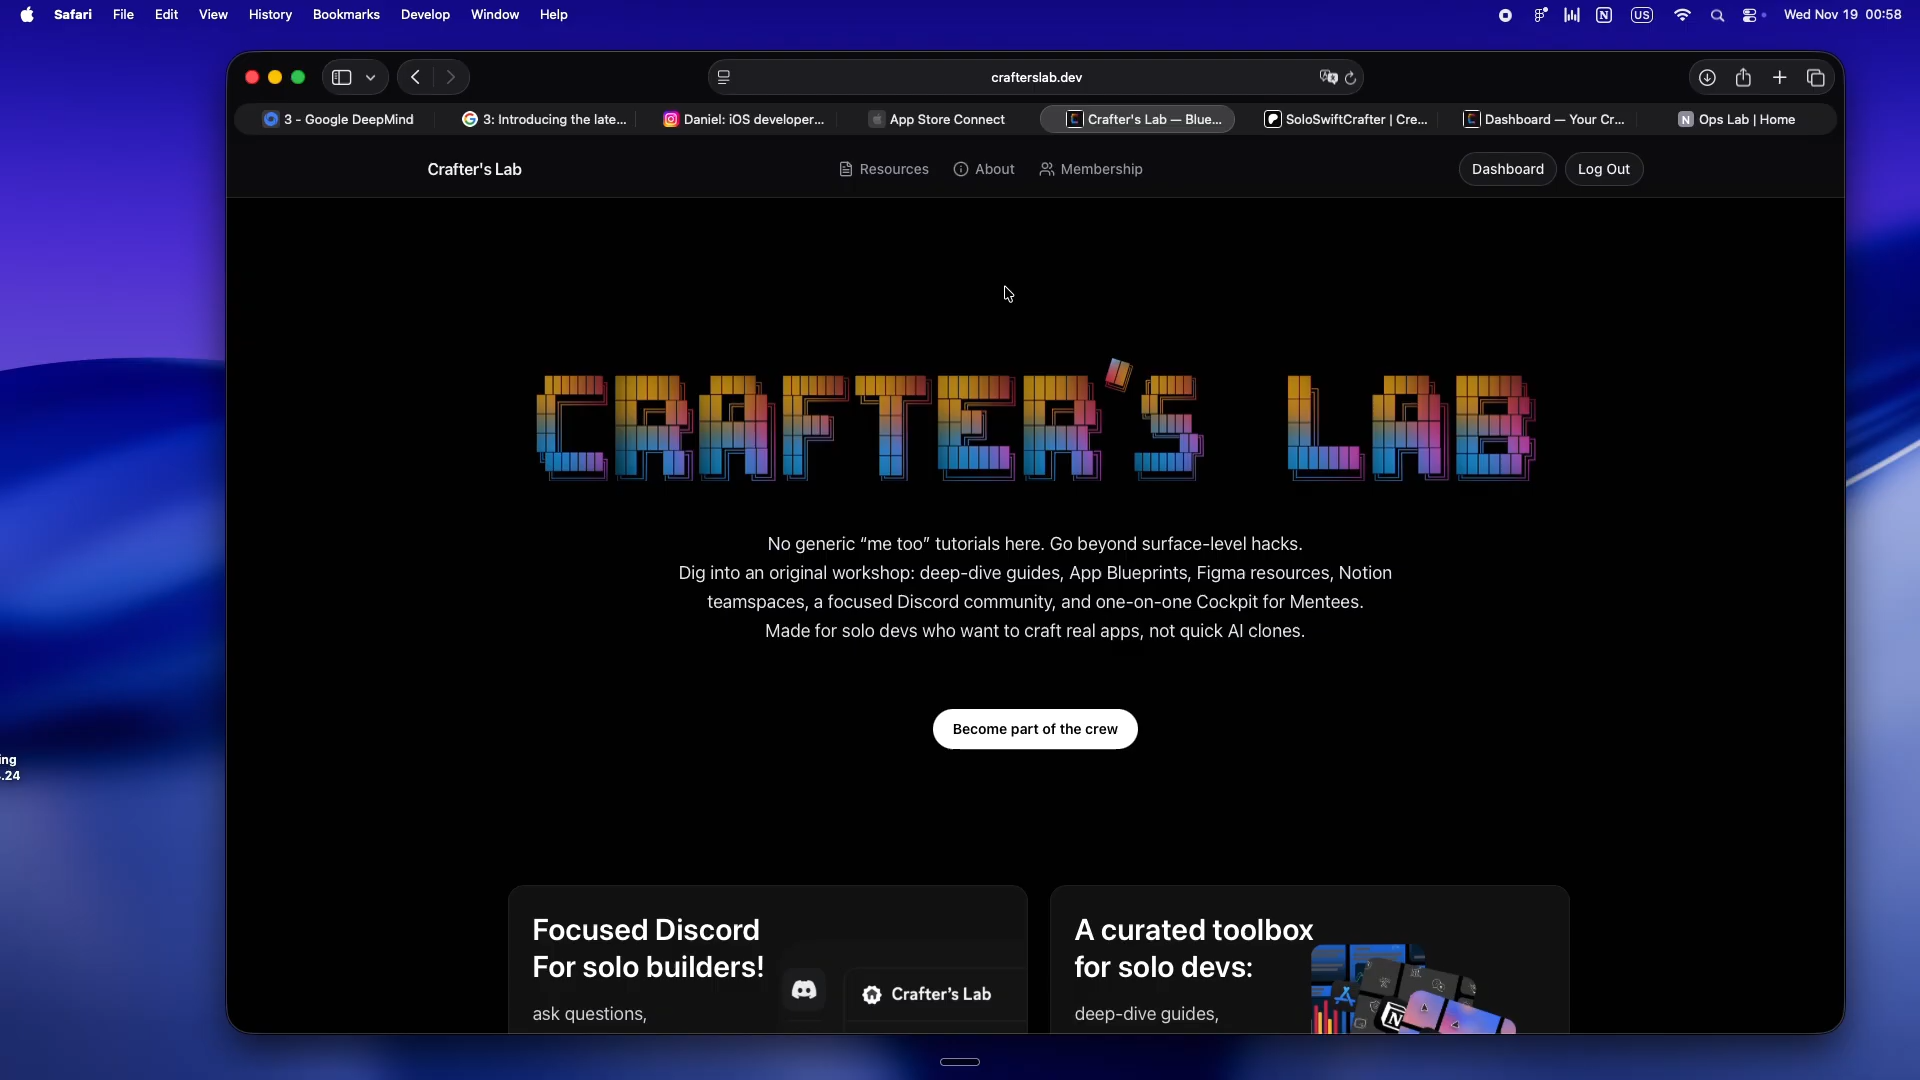 Safari File Edit View History Bookmarks Develop Window Help
US
Wed Nov 19 00:58
crafterslab.dev
3 - Google DeepMind
3: Introducing the late...
Daniel: iOS developer...
App Store Connect
Crafter's Lab — Blue...
SoloSwiftCrafter | Cre...
Dashboard — Your Cr...
Ops Lab | Home
Crafter's Lab
Resources
About
Membership
Dashboard
Log Out
CRAFTER'S LAB
No generic “me too” tutorials here. Go beyond surface-level hacks.
Dig into an original workshop: deep-dive guides, App Blueprints, Figma resources, Notion
teamspaces, a focused Discord community, and one-on-one Cockpit for Mentees.
Made for solo devs who want to craft real apps, not quick AI clones.
ing
.24
Become part of the crew
Focused Discord
For solo builders!
ask questions,
Crafter’s Lab
A curated toolbox
for solo devs:
deep-dive guides,